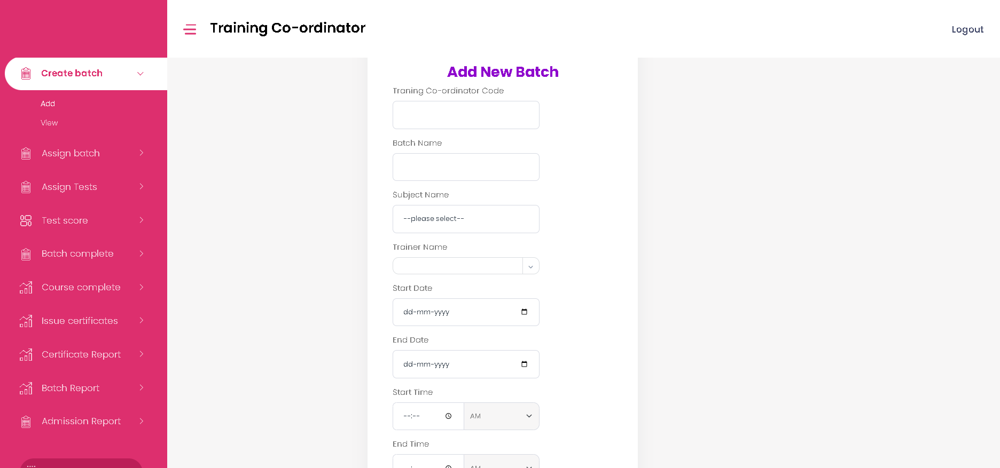 Training Co-ordinator
Logout
Create batch
Add
View
Assign batch
Assign Tests
Test score
Batch complete
Course complete
Issue certificates
Certificate Report
Batch Report
Admission Report
Add New Batch
Traning Co-ordinator Code
Batch Name
Subject Name
--please select--
Trainer Name
Start Date
dd-mm-yyyy
End Date
dd-mm-yyyy
Start Time
--:-- AM
End Time
AM